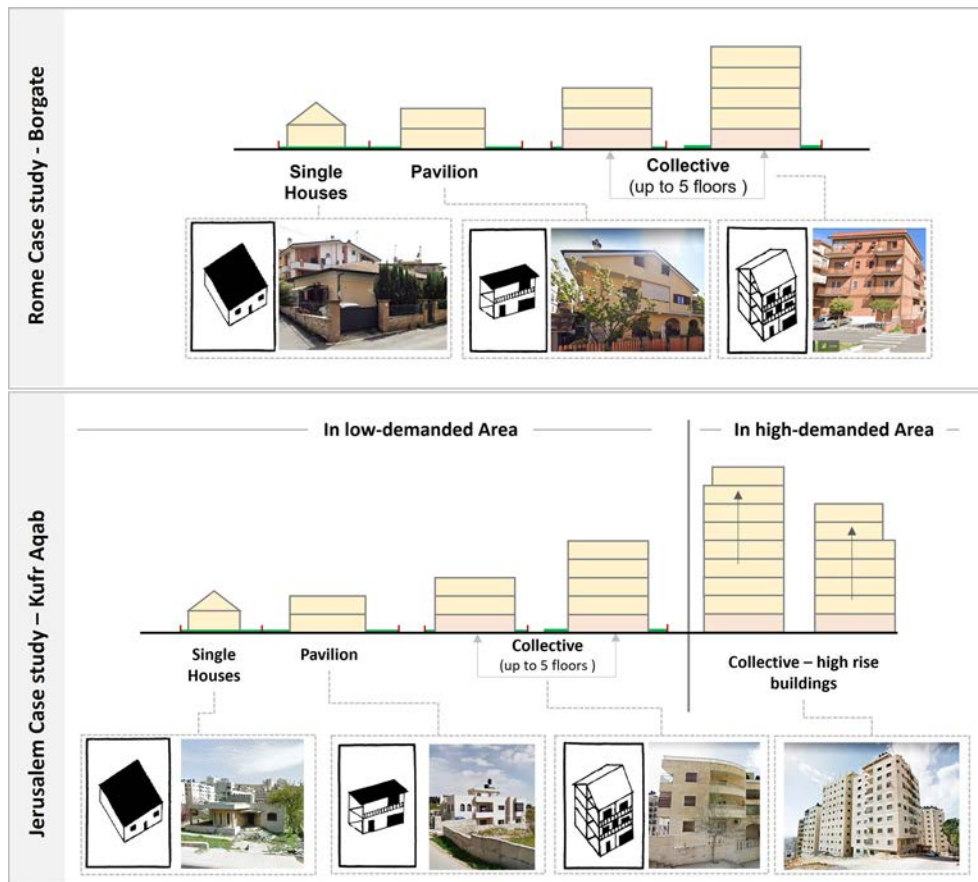 Rome Case study - Borgate
Single
Houses
Pavilion
Collective
(up to 5 floors )
Jerusalem Case study – Kufr Aqab
In low-demanded Area
In high-demanded Area
Single
Houses
Pavilion
Collective
(up to 5 floors )
Collective – high rise
buildings